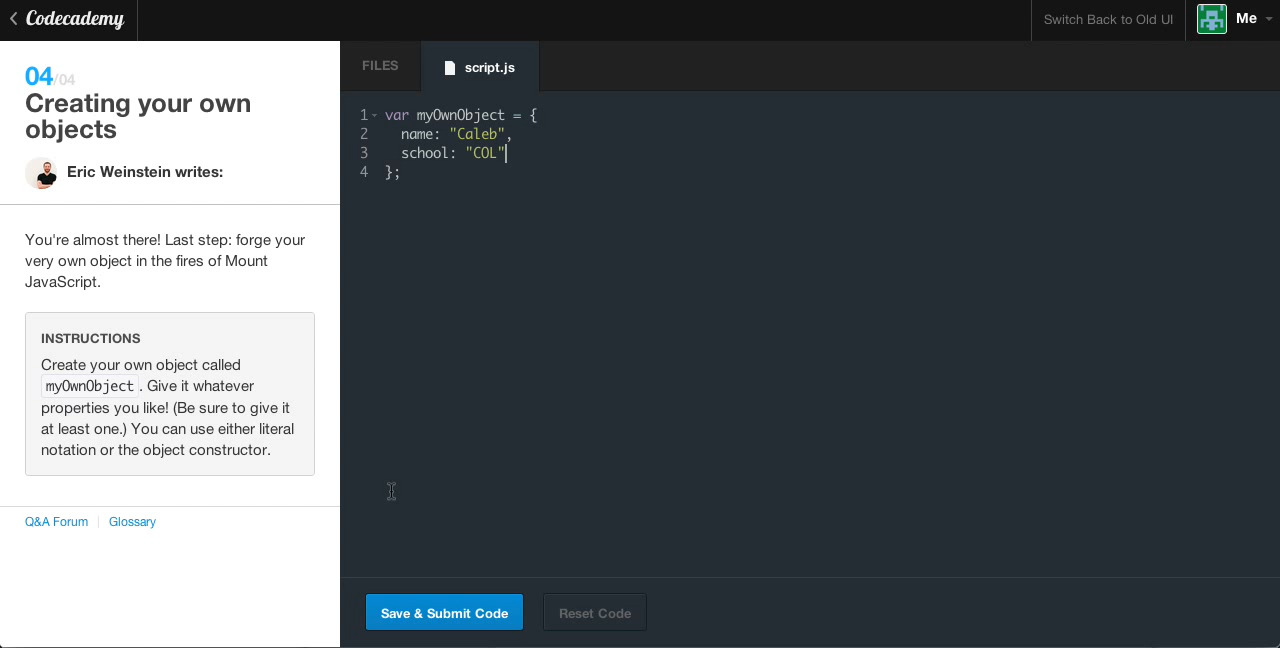 Codecademy
Switch Back to Old UI
Me
04/04
Creating your own
objects
Eric Weinstein writes:
You're almost there! Last step: forge your
very own object in the fires of Mount
JavaScript.
INSTRUCTIONS
Create your own object called
myOwnObject. Give it whatever
properties you like! (Be sure to give it
at least one.) You can use either literal
notation or the object constructor.
Q&A Forum
Glossary
FILES
script.js
1 var myOwnObject = {
2   name: "Caleb",
3   school: "COL"
4 };
Save & Submit Code
Reset Code